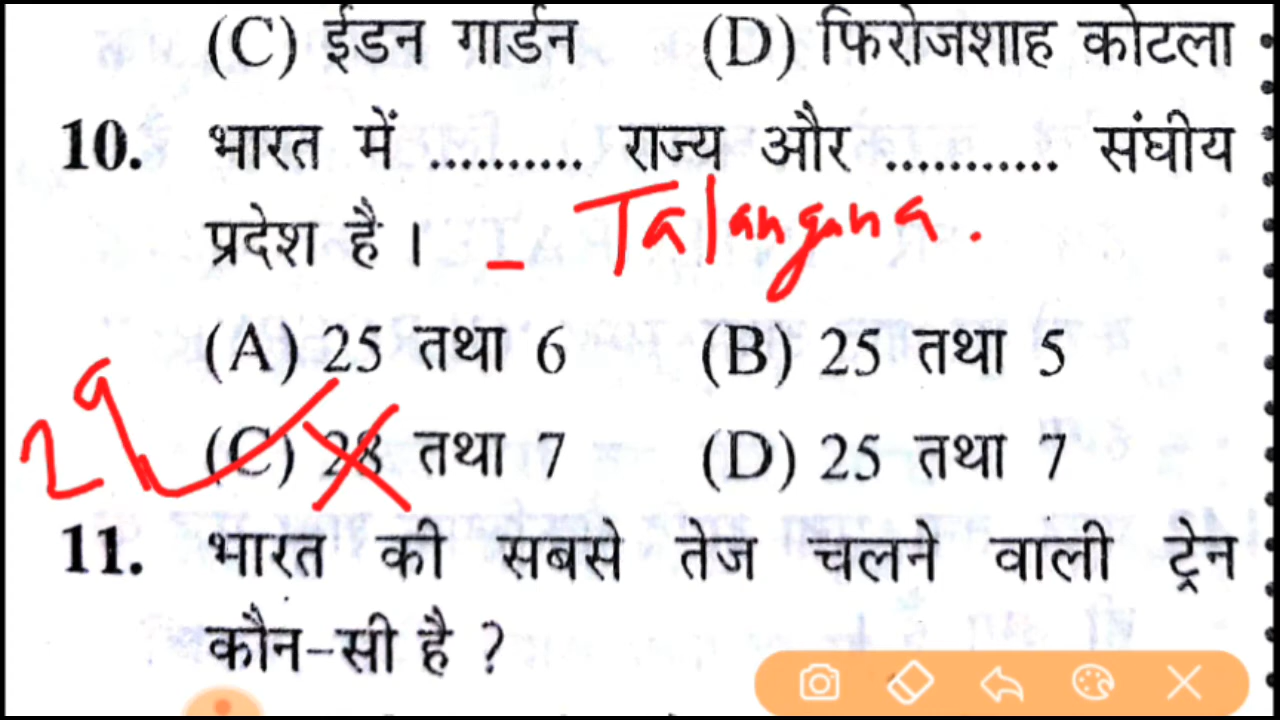 (C) ईडन गार्डन (D) फिरोजशाह कोटला
10. भारत में .......... राज्य और ........... संघीय
प्रदेश है। - Talangana.
(A) 25 तथा 6 (B) 25 तथा 5
29 (C) 28 तथा 7 (D) 25 तथा 7
11. भारत की सबसे तेज चलने वाली ट्रेन
कौन-सी है ?